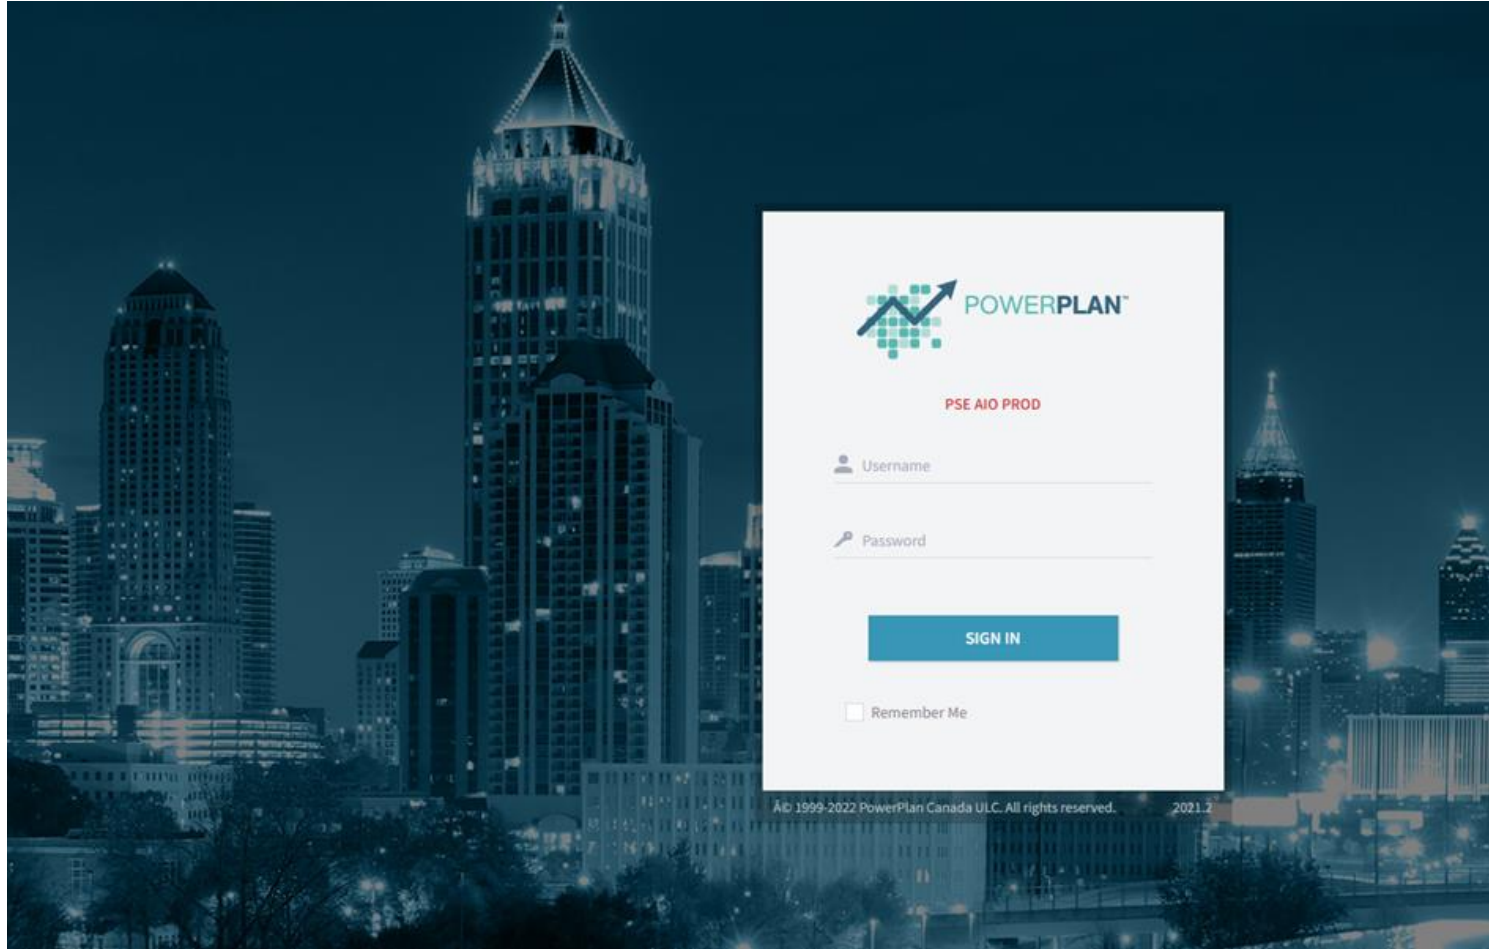 POWERPLAN™
PSE AIO PROD
Username
Password
SIGN IN
Remember Me
Â© 1999-2022 PowerPlan Canada ULC. All rights reserved. 2021.2